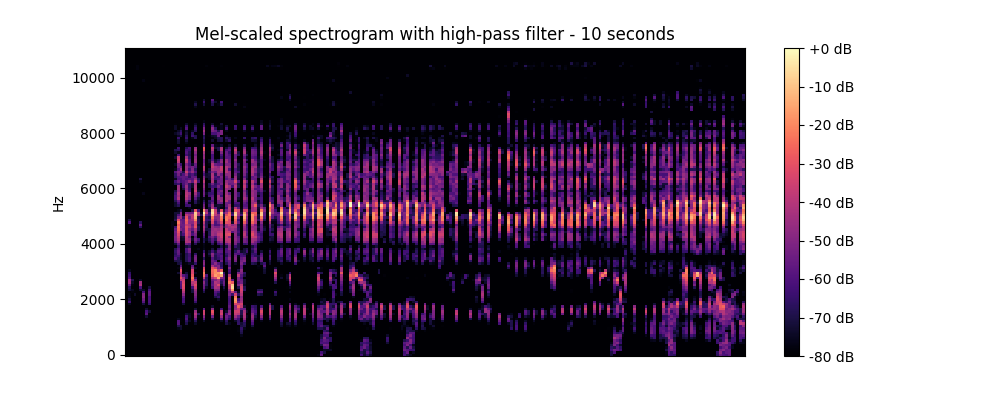 Mel-scaled spectrogram with high-pass filter - 10 seconds
10000
8000
6000
4000
2000
0
Hz
+0 dB
-10 dB
-20 dB
-30 dB
-40 dB
-50 dB
-60 dB
-70 dB
-80 dB